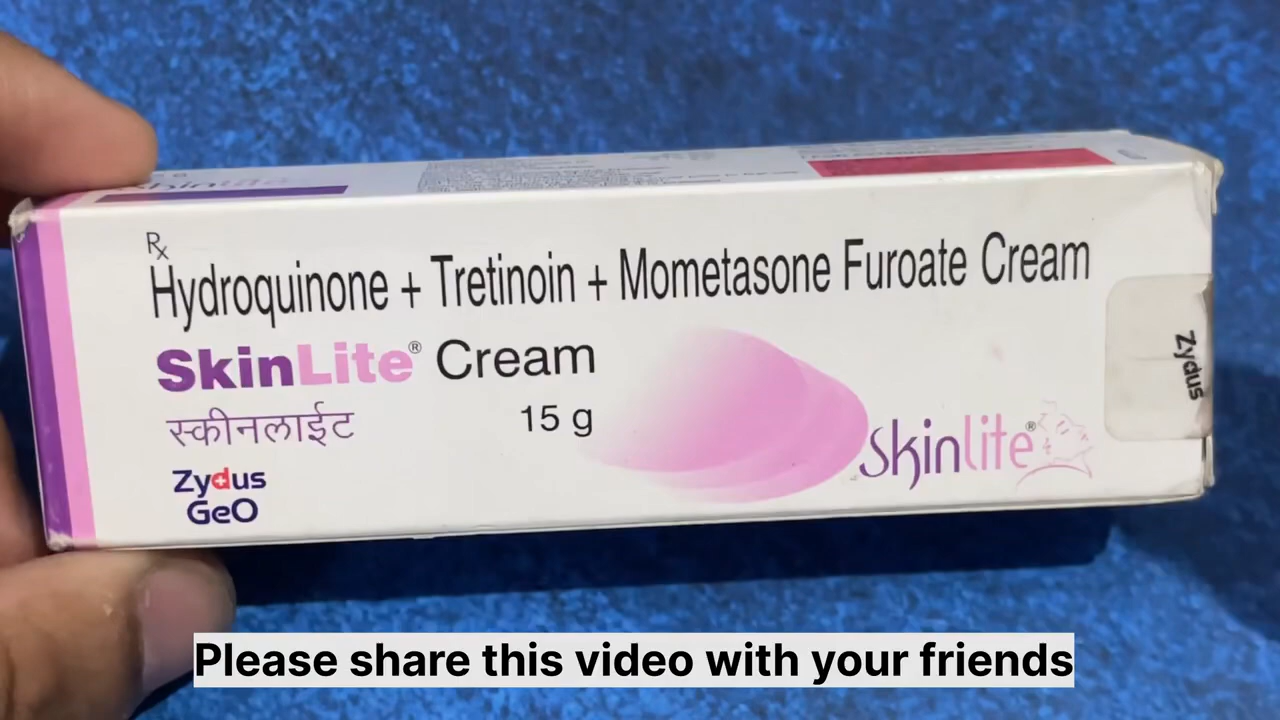 Rx
Hydroquinone + Tretinoin + Mometasone Furoate Cream
SkinLite® Cream
स्कीनलाईट 15 g
Zydus
GeO
skinlite®
Zydus
Please share this video with your friends